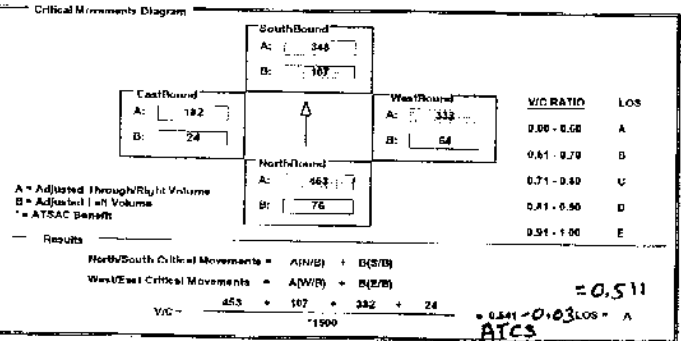 Critical Movements Diagram
SouthBound
A: 348
B: 107
EastBound
A: 192
B: 24
WestBound
A: 332
B: 64
NorthBound
A: 453
B: 76
V/C RATIO LOS
0.00 - 0.60 A
0.61 - 0.70 B
0.71 - 0.80 C
0.81 - 0.90 D
0.91 - 1.00 E
A = Adjusted Through/Right Volume
B = Adjusted Left Volume
* = ATSAC Benefit
Results
North/South Critical Movements = A(N/B) + B(S/B)
West/East Critical Movements = A(W/B) + B(E/B)
V/C = 453 + 107 + 332 + 24
*1500
= 0.541 - 0.03 LOS = A
= 0.511
ATCS